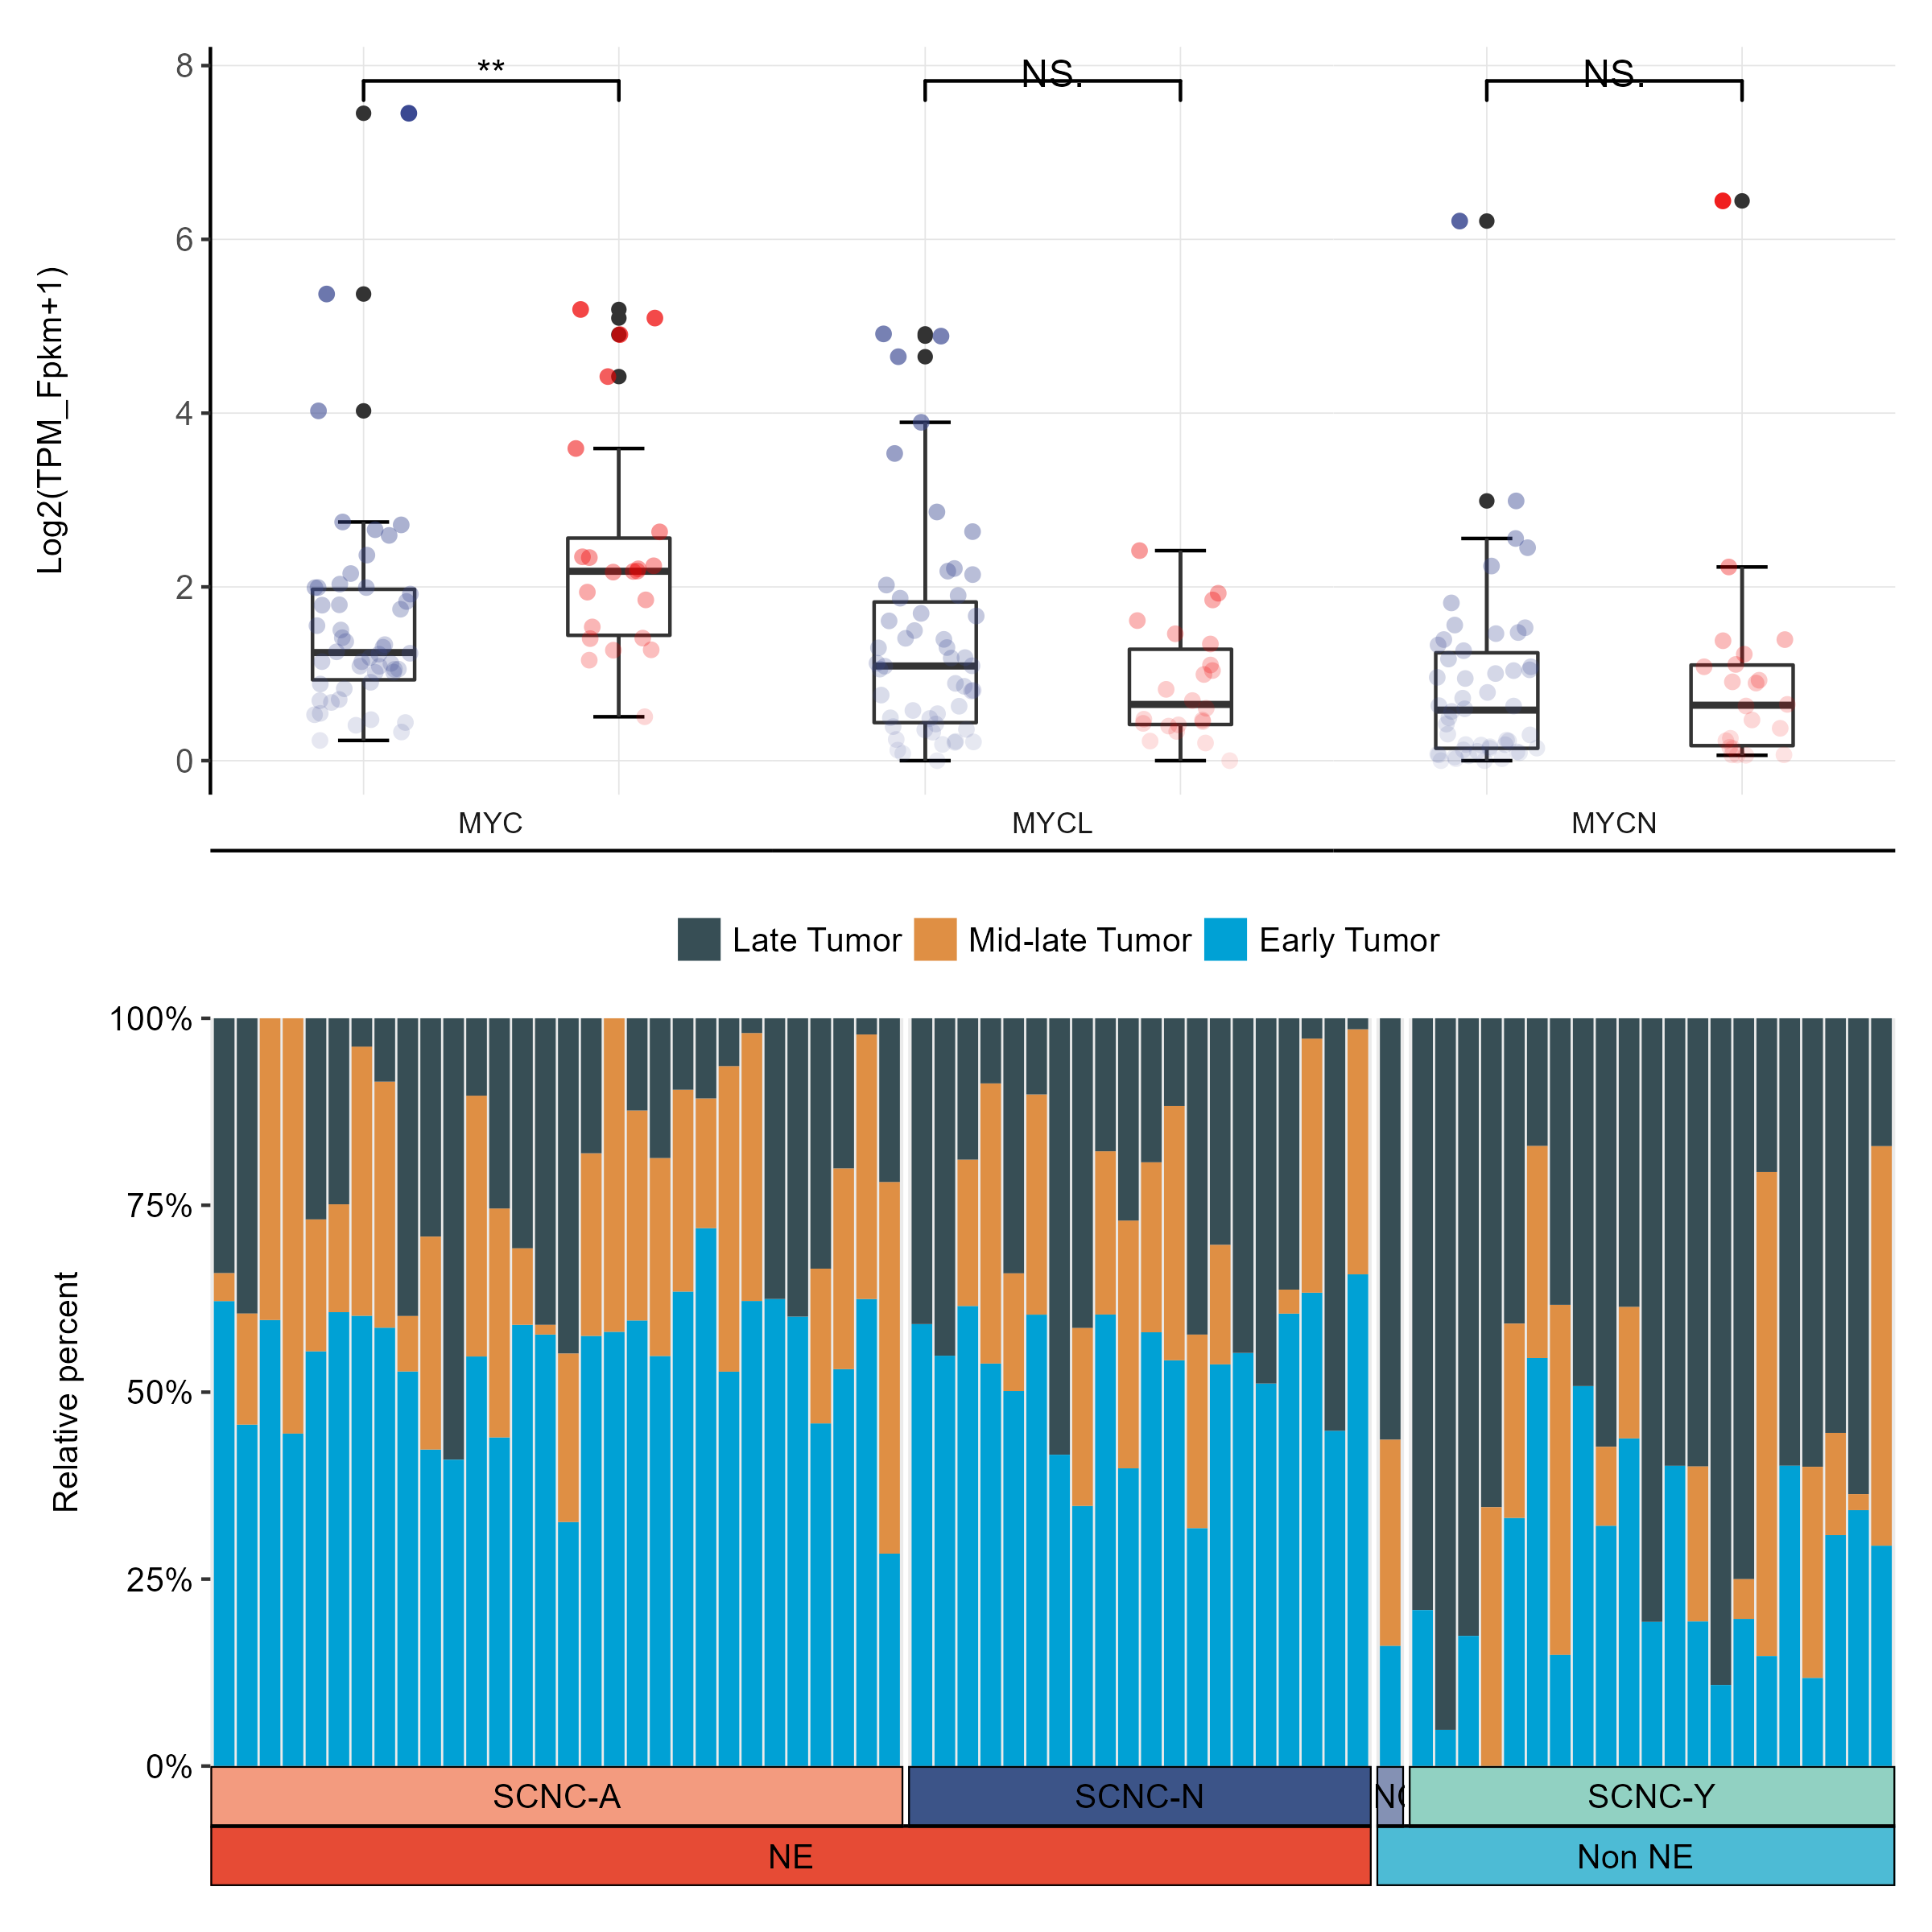 8
6
4
2
0
Log2(TPM_Fpkm+1)
**
NS.
NS.
MYC
MYCL
MYCN
Late Tumor
Mid-late Tumor
Early Tumor
100%
75%
50%
25%
0%
Relative percent
SCNC-A
SCNC-N
SCNC-Y
NE
Non NE